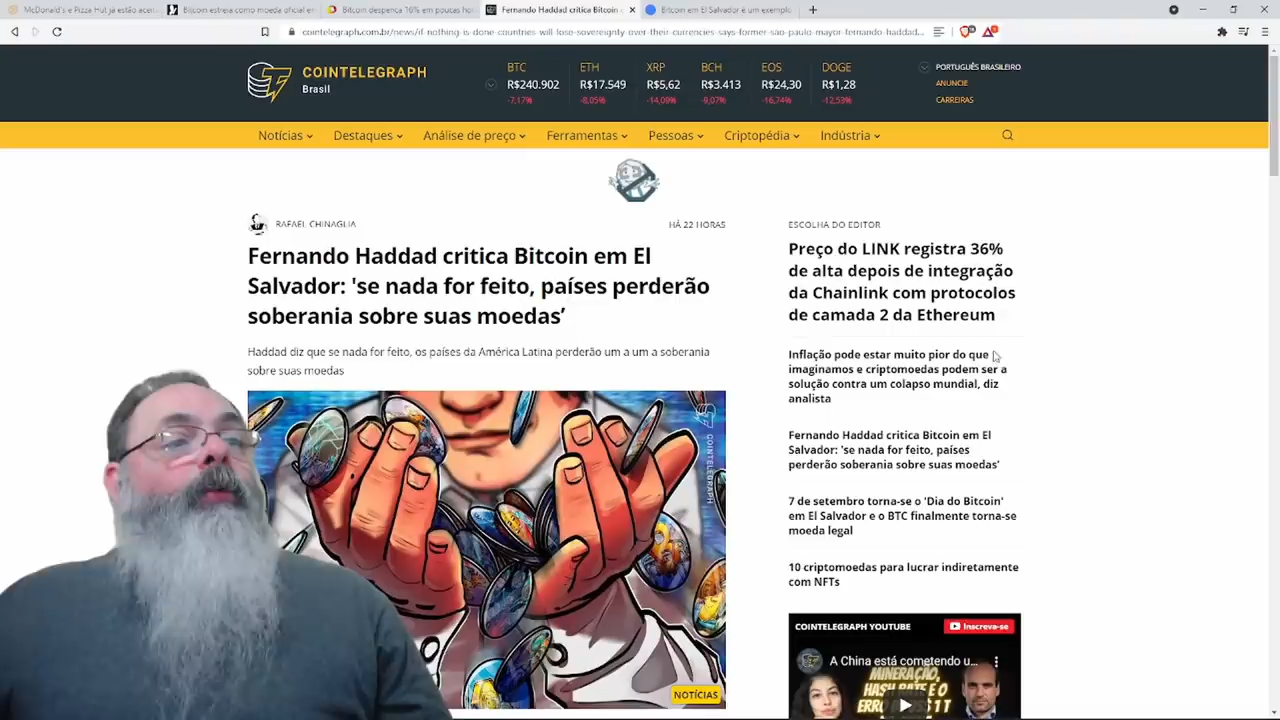 McDonald's e Pizza Hut já estão acen
Bitcoin estreia como moeda oficial em
Bitcoin despenca 16% em poucas ho
Fernando Haddad critica Bitcoin
Bitcoin em El Salvador é um exemplo
cointelegraph.com.br/news/if-nothing-is-done-countries-will-lose-sovereignty-over-their-currencies-says-former-sao-paulo-mayor-fernando-haddad...
COINTELEGRAPH
Brasil
BTC ETH XRP BCH EOS DOGE
R$240.902 R$17.549 R$5,62 R$3.413 R$24,30 R$1,28
-7,17% -8,05% -14,09% -9,07% -16,74% -12,53%
PORTUGUÊS BRASILEIRO
ANUNCIE
CARREIRAS
Notícias Destaques Análise de preço Ferramentas Pessoas Criptopédia Indústria
RAFAEL CHINAGLIA
HÁ 22 HORAS
Fernando Haddad critica Bitcoin em El
Salvador: 'se nada for feito, países perderão
soberania sobre suas moedas’
Haddad diz que se nada for feito, os países da América Latina perderão um a um a soberania
sobre suas moedas
COINTELEGRAPH
NOTÍCIAS
ESCOLHA DO EDITOR
Preço do LINK registra 36%
de alta depois de integração
da Chainlink com protocolos
de camada 2 da Ethereum
Inflação pode estar muito pior do que
imaginamos e criptomoedas podem ser a
solução contra um colapso mundial, diz
analista
Fernando Haddad critica Bitcoin em El
Salvador: 'se nada for feito, países
perderão soberania sobre suas moedas’
7 de setembro torna-se o 'Dia do Bitcoin'
em El Salvador e o BTC finalmente torna-se
moeda legal
10 criptomoedas para lucrar indiretamente
com NFTs
COINTELEGRAPH YOUTUBE
Inscreva-se
A China está cometendo u...
MINERAÇÃO,
HASH RATE E O